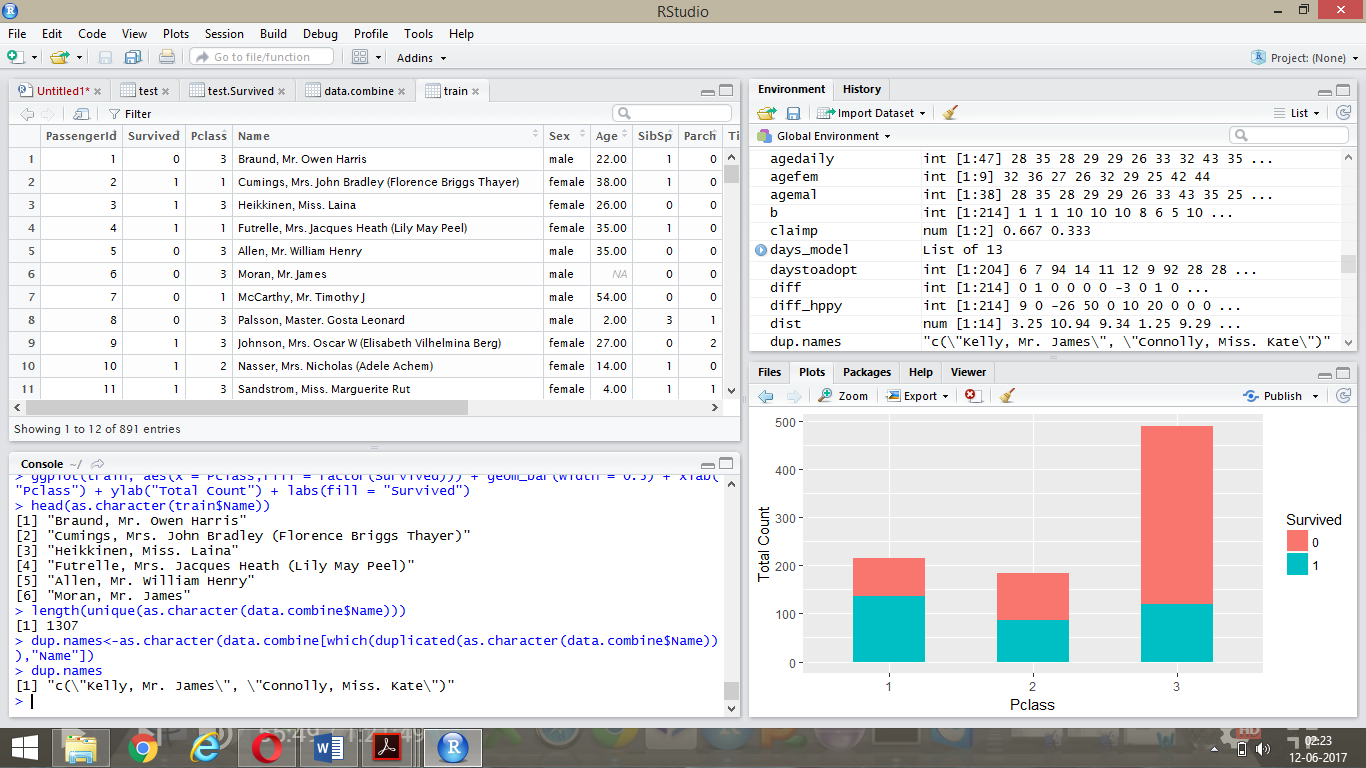 RStudio
File Edit Code View Plots Session Build Debug Profile Tools Help
Go to file/function Addins Project: (None)
Untitled1* test test.Survived data.combine train
Filter
PassengerId Survived Pclass Name Sex Age SibSp Parch Ti
1 1 0 3 Braund, Mr. Owen Harris male 22.00 1 0
2 2 1 1 Cumings, Mrs. John Bradley (Florence Briggs Thayer) female 38.00 1 0
3 3 1 3 Heikkinen, Miss. Laina female 26.00 0 0
4 4 1 1 Futrelle, Mrs. Jacques Heath (Lily May Peel) female 35.00 1 0
5 5 0 3 Allen, Mr. William Henry male 35.00 0 0
6 6 0 3 Moran, Mr. James male NA 0 0
7 7 0 1 McCarthy, Mr. Timothy J male 54.00 0 0
8 8 0 3 Palsson, Master. Gosta Leonard male 2.00 3 1
9 9 1 3 Johnson, Mrs. Oscar W (Elisabeth Vilhelmina Berg) female 27.00 0 2
10 10 1 2 Nasser, Mrs. Nicholas (Adele Achem) female 14.00 1 0
11 11 1 3 Sandstrom, Miss. Marguerite Rut female 4.00 1 1
Showing 1 to 12 of 891 entries
Console ~/
> ggplot(train, aes(x = Pclass,fill = factor(Survived))) + geom_bar(width = 0.5) + xlab(
"Pclass") + ylab("Total Count") + labs(fill = "Survived")
> head(as.character(train$Name))
[1] "Braund, Mr. Owen Harris"
[2] "Cumings, Mrs. John Bradley (Florence Briggs Thayer)"
[3] "Heikkinen, Miss. Laina"
[4] "Futrelle, Mrs. Jacques Heath (Lily May Peel)"
[5] "Allen, Mr. William Henry"
[6] "Moran, Mr. James"
> length(unique(as.character(data.combine$Name)))
[1] 1307
> dup.names<-as.character(data.combine[which(duplicated(as.character(data.combine$Name))
),"Name"])
> dup.names
[1] "c(\"Kelly, Mr. James\", \"Connolly, Miss. Kate\")"
>
Environment History
Import Dataset List
Global Environment
agedaily int [1:47] 28 35 28 29 29 26 33 32 43 35 ...
agefem int [1:9] 32 36 27 26 32 29 25 42 44
agemal int [1:38] 28 35 28 29 29 26 33 43 35 25 ...
b int [1:214] 1 1 1 10 10 10 8 6 5 10 ...
claimp num [1:2] 0.667 0.333
days_model List of 13
daystoadopt int [1:204] 6 7 94 14 11 12 9 92 28 28 ...
diff int [1:214] 0 1 0 0 0 0 -3 0 1 0 ...
diff_hppy int [1:214] 9 0 -26 50 0 10 20 0 0 0 ...
dist num [1:14] 3.25 10.94 9.34 1.25 9.29 ...
dup.names "c(\"Kelly, Mr. James\", \"Connolly, Miss. Kate\")"
Files Plots Packages Help Viewer
Zoom Export Publish
500
400
300
200
100
0
Total Count
1 2 3
Pclass
Survived
0
1
HD
02:23
12-06-2017